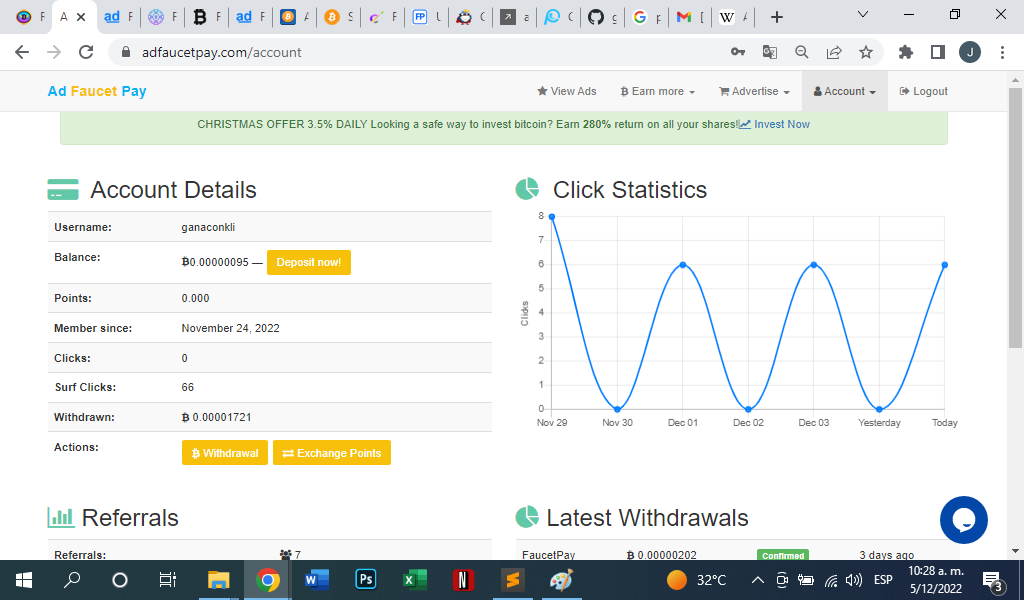 F
A
F
F
F
F
A
S
F
U
C
a
C
g
p
[
A
adfaucetpay.com/account
J
Ad Faucet Pay
View Ads
Earn more
Advertise
Account
Logout
CHRISTMAS OFFER 3.5% DAILY Looking a safe way to invest bitcoin? Earn 280% return on all your shares! Invest Now
Account Details
Username: ganaconkli
Balance: ₿0.00000095 — Deposit now!
Points: 0.000
Member since: November 24, 2022
Clicks: 0
Surf Clicks: 66
Withdrawn: ₿ 0.00001721
Actions: ₿ Withdrawal Exchange Points
Click Statistics
8
7
6
5
4
3
2
1
0
Clicks
Nov 29 Nov 30 Dec 01 Dec 02 Dec 03 Yesterday Today
Referrals
Referrals: 7
Latest Withdrawals
FaucetPay ₿ 0.00000202 Confirmed 3 days ago
32°C
ESP
10:28 a. m.
5/12/2022
3